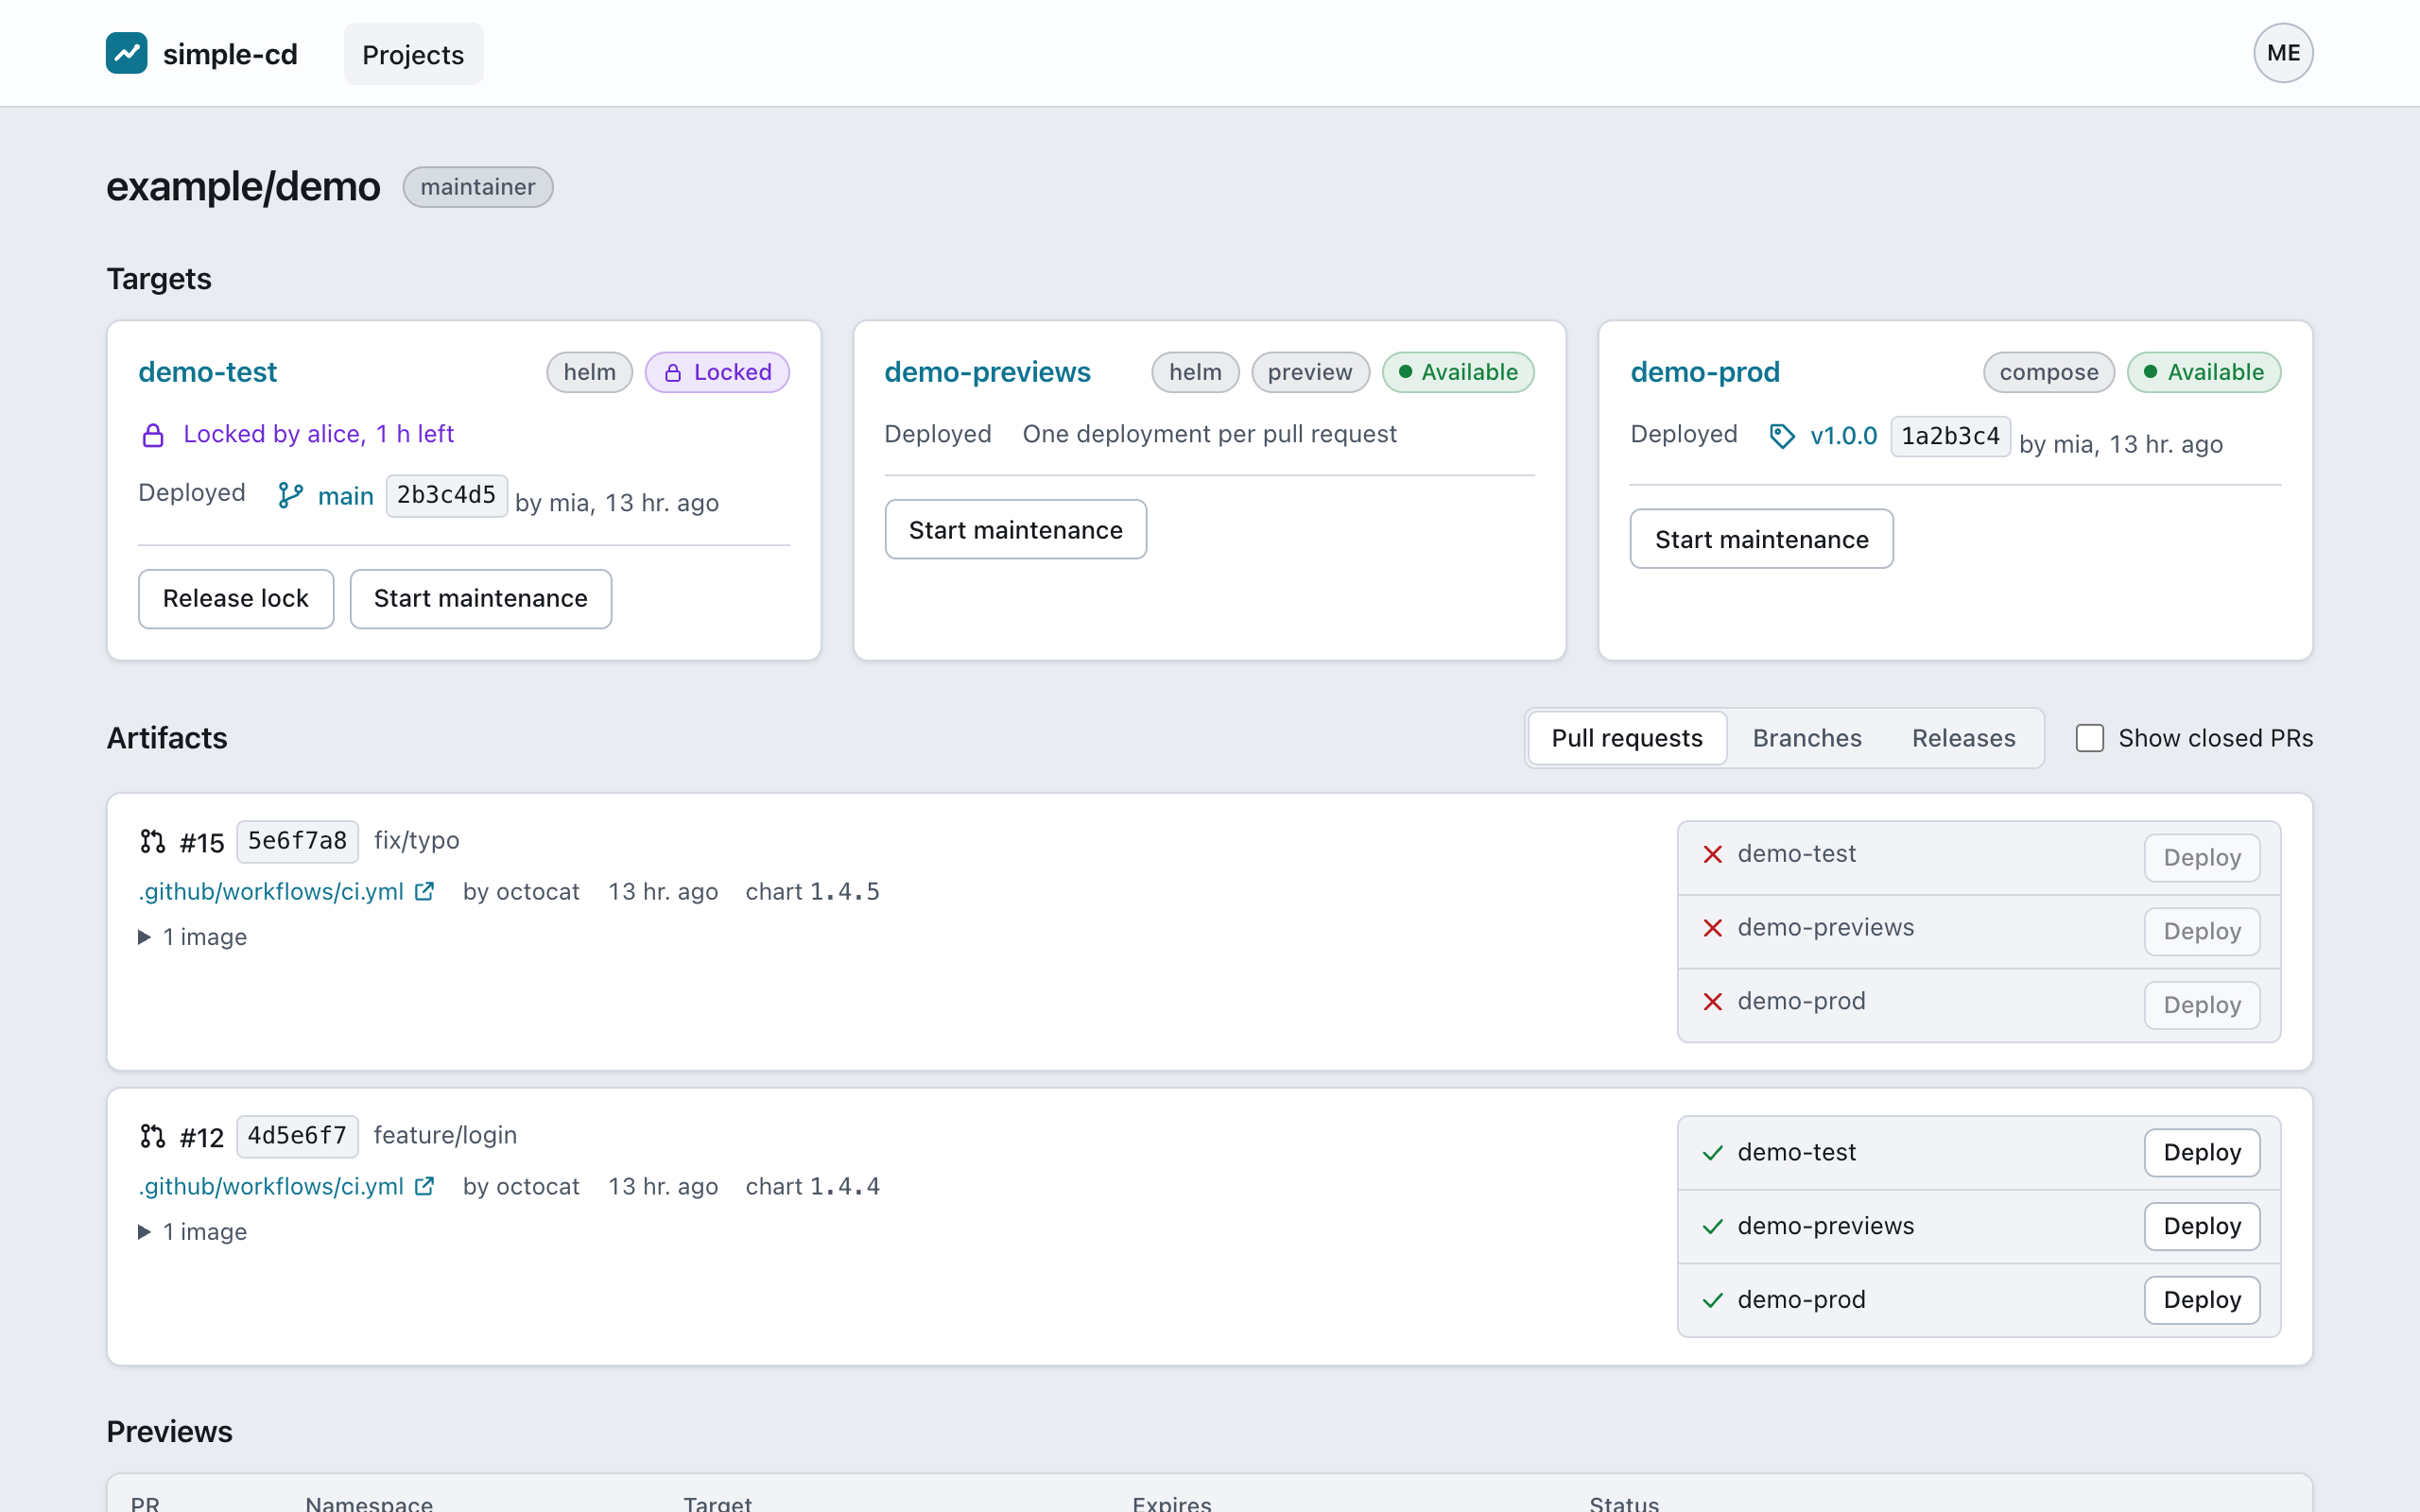 simple-cd Projects ME
example/demo maintainer
Targets
demo-test helm Locked
Locked by alice, 1 h left
Deployed main 2b3c4d5 by mia, 13 hr. ago
Release lock Start maintenance
demo-previews helm preview Available
Deployed One deployment per pull request
Start maintenance
demo-prod compose Available
Deployed v1.0.0 1a2b3c4 by mia, 13 hr. ago
Start maintenance
Artifacts Pull requests Branches Releases Show closed PRs
#15 5e6f7a8 fix/typo
.github/workflows/ci.yml by octocat 13 hr. ago chart 1.4.5
1 image
demo-test Deploy
demo-previews Deploy
demo-prod Deploy
#12 4d5e6f7 feature/login
.github/workflows/ci.yml by octocat 13 hr. ago chart 1.4.4
1 image
demo-test Deploy
demo-previews Deploy
demo-prod Deploy
Previews
PR Namespace Target Expires Status